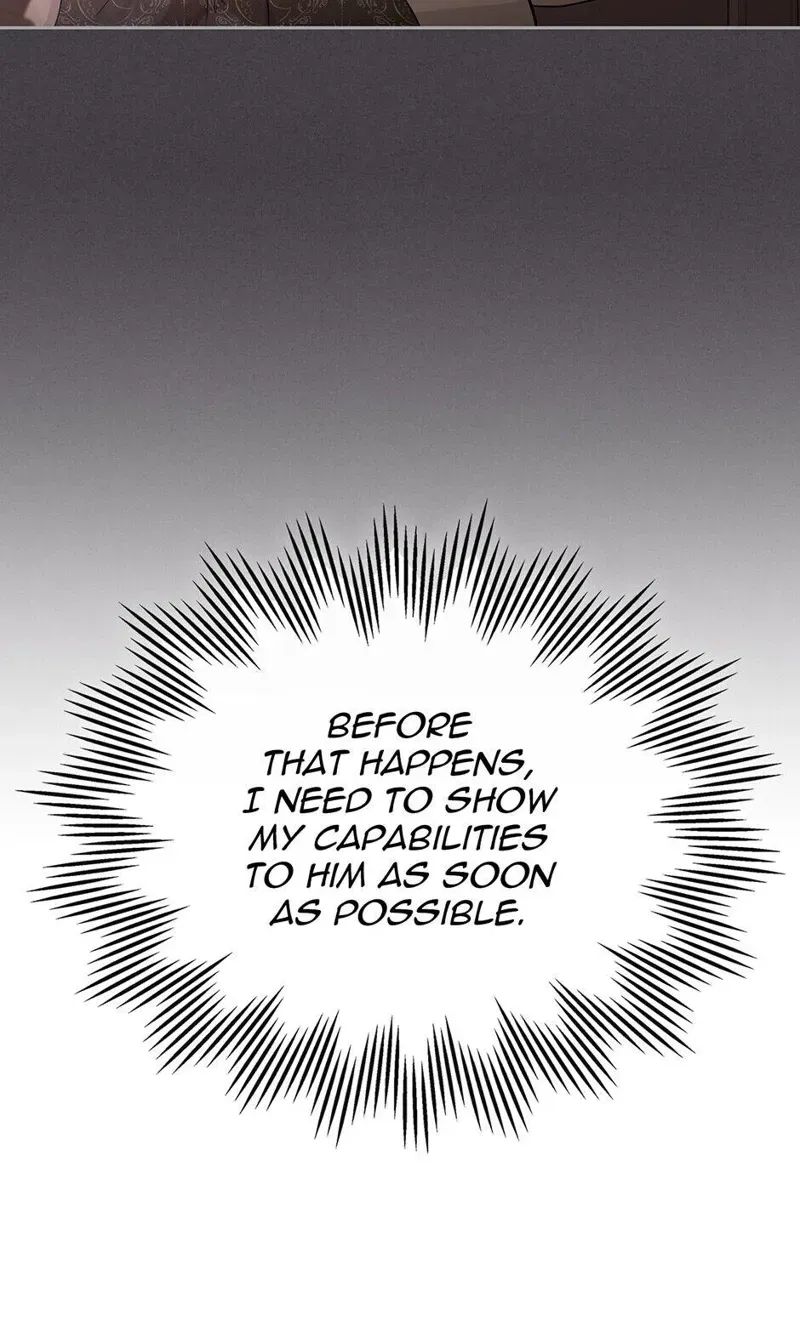 BEFORE
THAT HAPPENS,
I NEED TO SHOW
MY CAPABILITIES
TO HIM AS SOON
AS POSSIBLE.